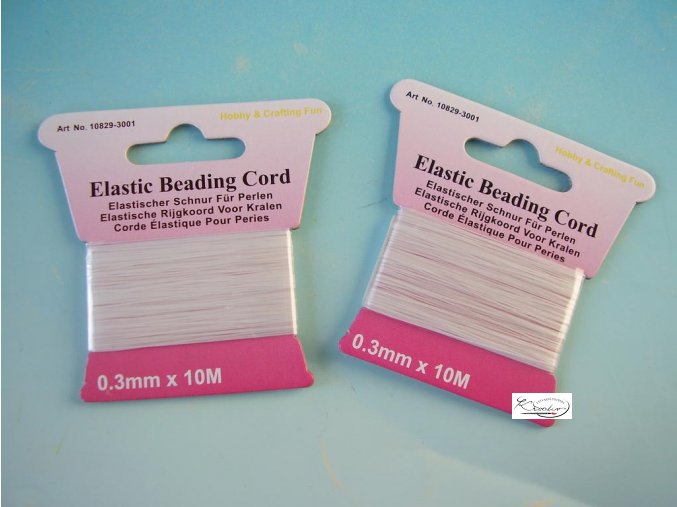 Art No. 10829-3001
Hobby & Crafting Fun
Elastic Beading Cord
Elastischer Schnur Für Perlen
Elastische Rijgkoord Voor Kralen
Corde Élastique Pour Peries
0.3mm x 10M
Art No. 10829-3001
Hobby & Crafting Fun
Elastic Beading Cord
Elastischer Schnur Für Perlen
Elastische Rijgkoord Voor Kralen
Corde Élastique Pour Peries
0.3mm x 10M